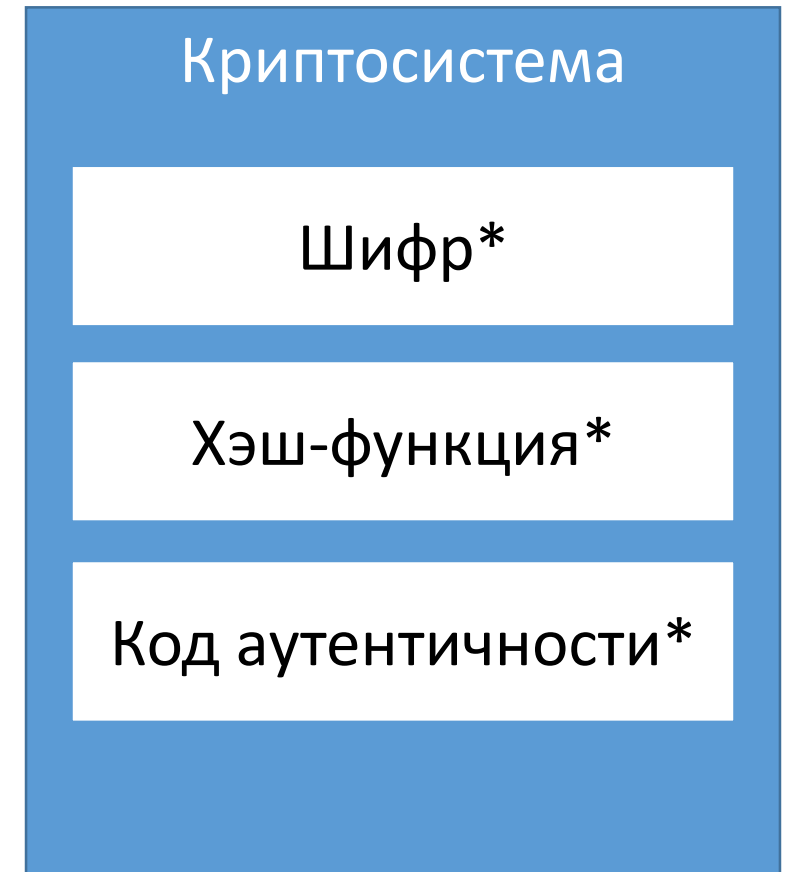 Криптосистема
Шифр*
Хэш-функция*
Код аутентичности*